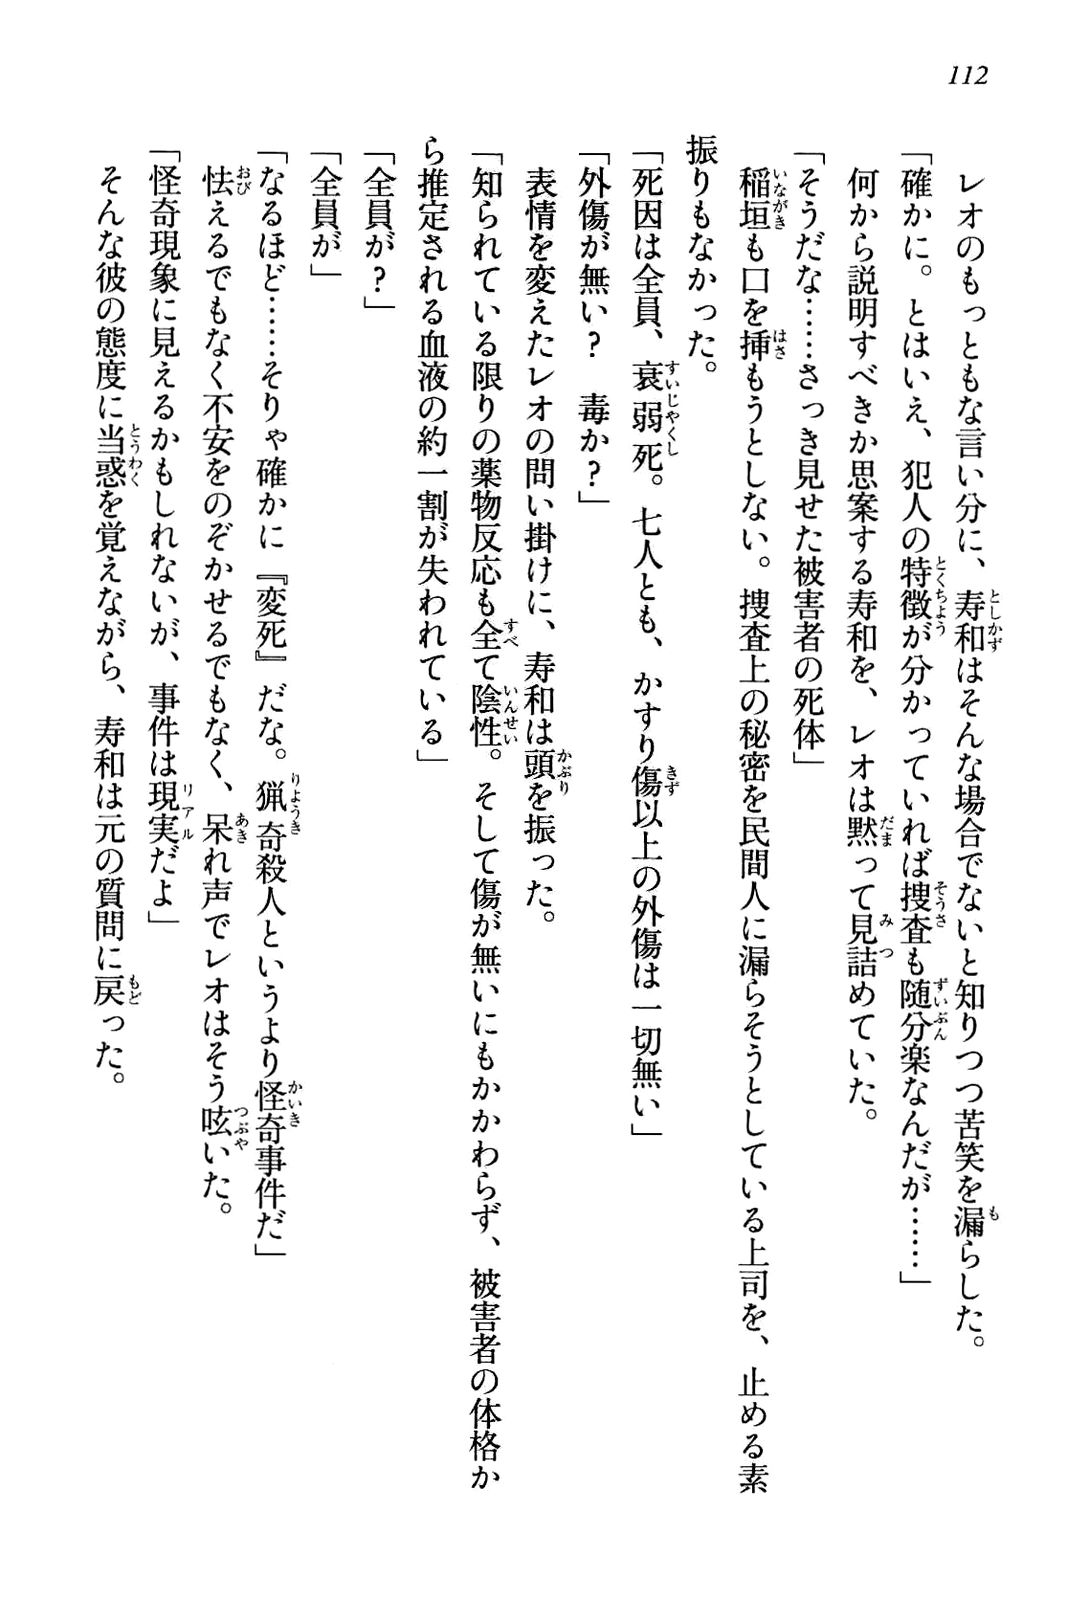 112
レオのもっともな言い分に、寿和はそんな場合でないと知りつつ苦笑を漏らした。
「確かに。とはいえ、犯人の特徴が分かっていれば捜査も随分楽なんだが……」
何から説明すべきか思案する寿和を、レオは黙って見詰めていた。
「そうだな……さっき見せた被害者の死体」
稲垣も口を挿もうとしない。捜査上の秘密を民間人に漏らそうとしている上司を、止める素
振りもなかった。
「死因は全員、衰弱死。七人とも、かすり傷以上の外傷は一切無い」
「外傷が無い？　毒か？」
表情を変えたレオの問い掛けに、寿和は頭を振った。
「知られている限りの薬物反応も全て陰性。そして傷が無いにもかかわらず、被害者の体格か
ら推定される血液の約一割が失われている」
「全員が？」
「全員が」
「なるほど……そりゃ確かに『変死』だな。猟奇殺人というより怪奇事件だ」
怯えるでもなく不安をのぞかせるでもなく、呆れ声でレオはそう呟いた。
「怪奇現象に見えるかもしれないが、事件は現実だよ」
そんな彼の態度に当惑を覚えながら、寿和は元の質問に戻った。